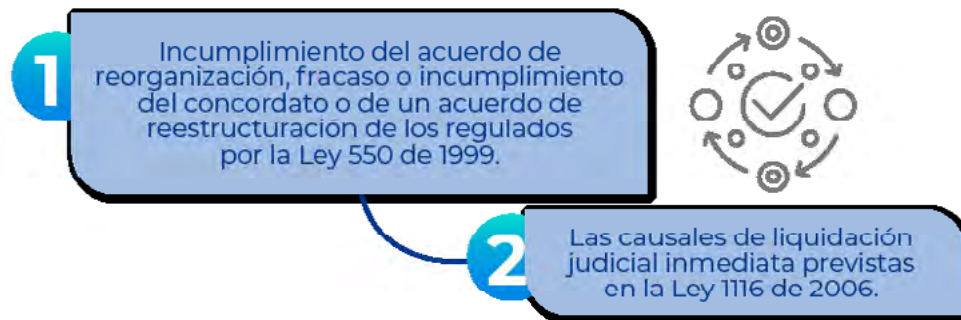 1
Incumplimiento del acuerdo de
reorganización, fracaso o incumplimiento
del concordato o de un acuerdo de
reestructuración de los regulados
por la Ley 550 de 1999.
2
Las causales de liquidación
judicial inmediata previstas
en la Ley 1116 de 2006.